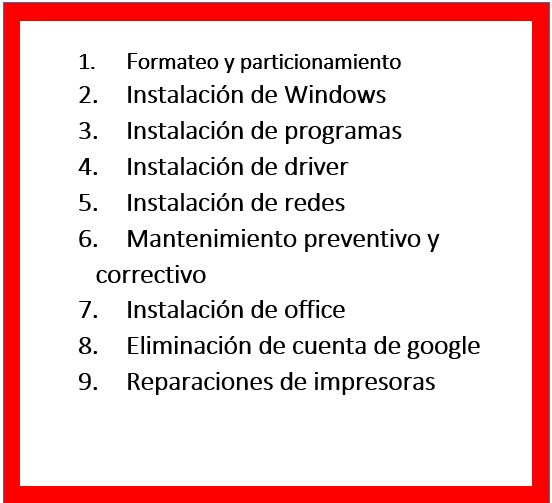 1. Formateo y particionamiento
2. Instalación de Windows
3. Instalación de programas
4. Instalación de driver
5. Instalación de redes
6. Mantenimiento preventivo y
correctivo
7. Instalación de office
8. Eliminación de cuenta de google
9. Reparaciones de impresoras